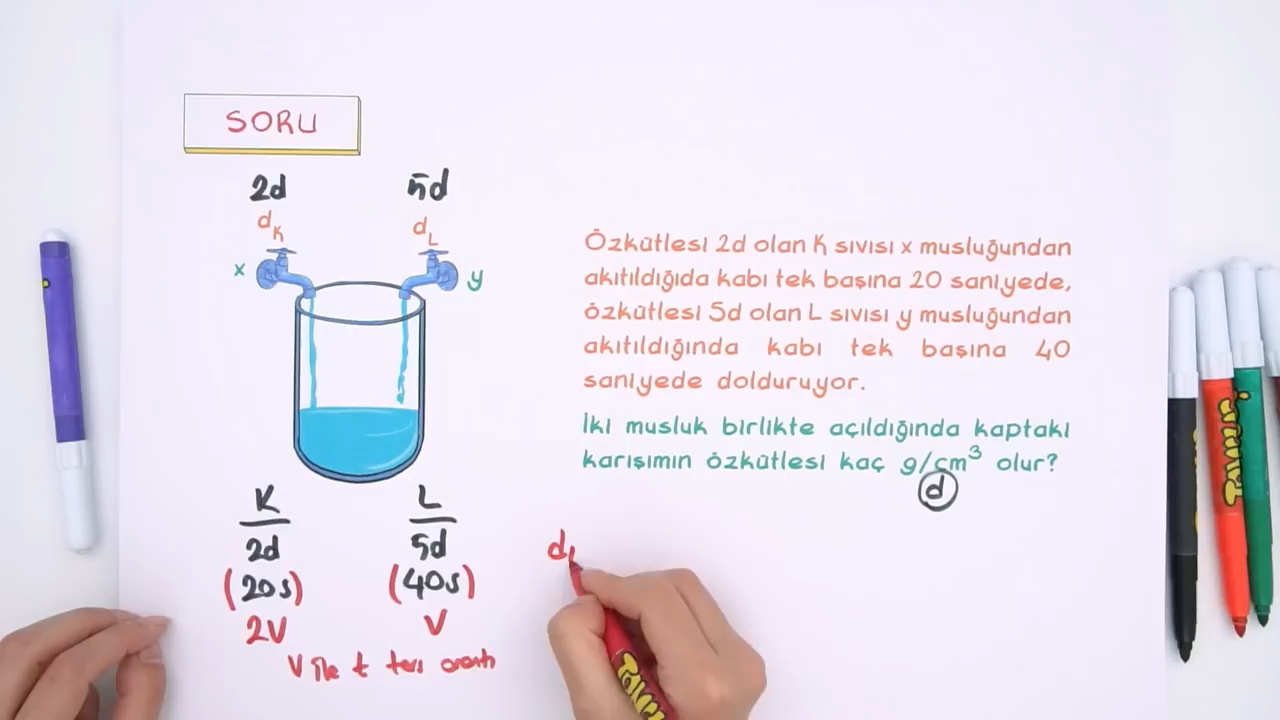 SORU
2d
5d
dK
dL
x
y
Özkütlesi 2d olan K sıvısı x musluğundan
akıtıldığıda kabı tek başına 20 saniyede,
özkütlesi 5d olan L sıvısı y musluğundan
akıtıldığında kabı tek başına 40
saniyede dolduruyor.
İki musluk birlikte açıldığında kaptaki
karışımın özkütlesi kaç g/cm³ olur?
d
K
2d
(20s)
2V
L
5d
(40s)
V
V ile t ters orantı